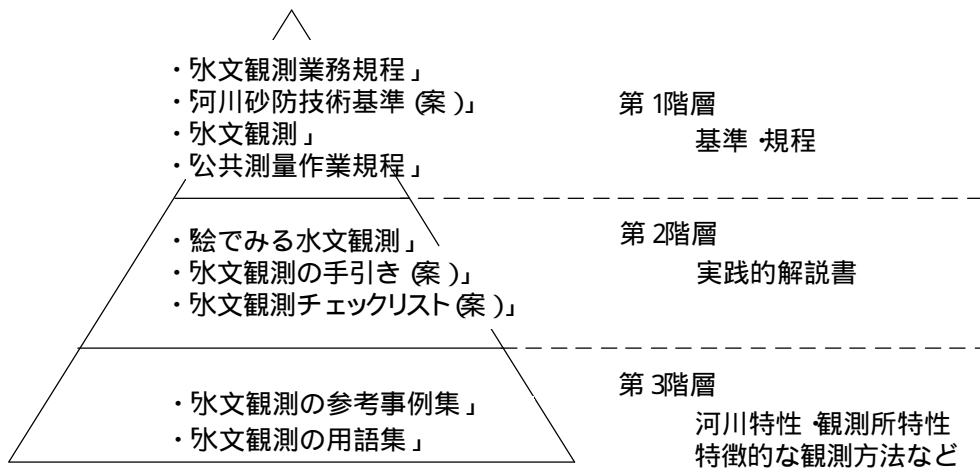 ・「水文観測業務規程」
・「河川砂防技術基準(案)」
・「水文観測」
・「公共測量作業規程」
第1階層
基準・規程
・「絵でみる水文観測」
・「水文観測の手引き(案)」
・「水文観測チェックリスト(案)」
第2階層
実践的解説書
・「水文観測の参考事例集」
・「水文観測の用語集」
第3階層
河川特性・観測所特性
特徴的な観測方法など